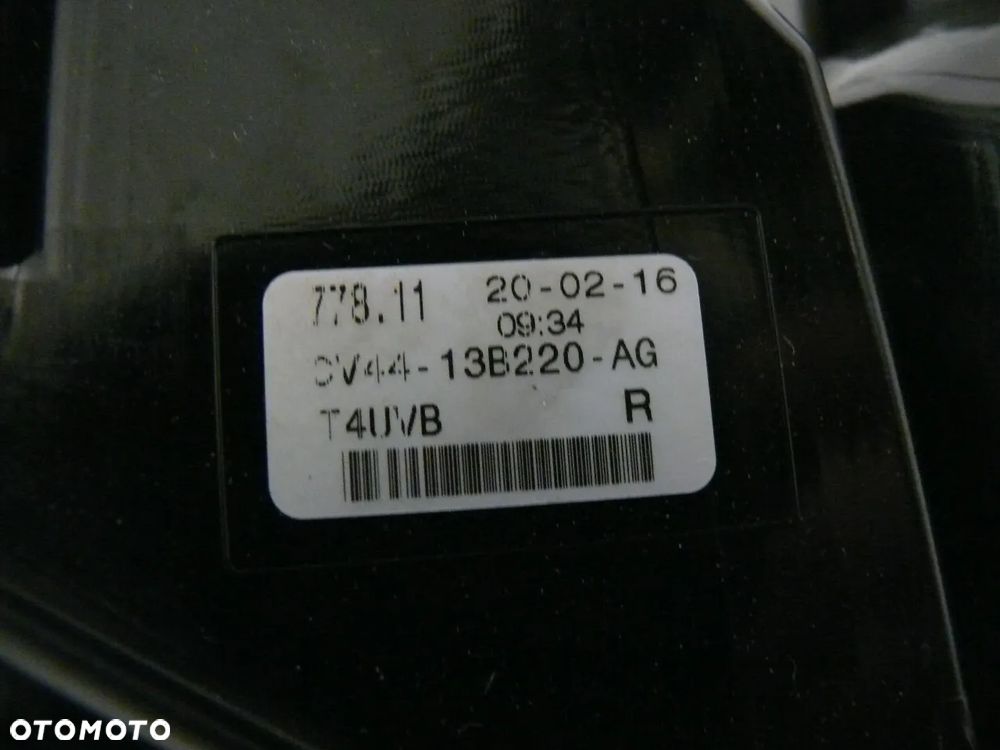 778.11 20-02-16
09:34
CV44-13B220-AG
T4UVB R
OTOMOTO